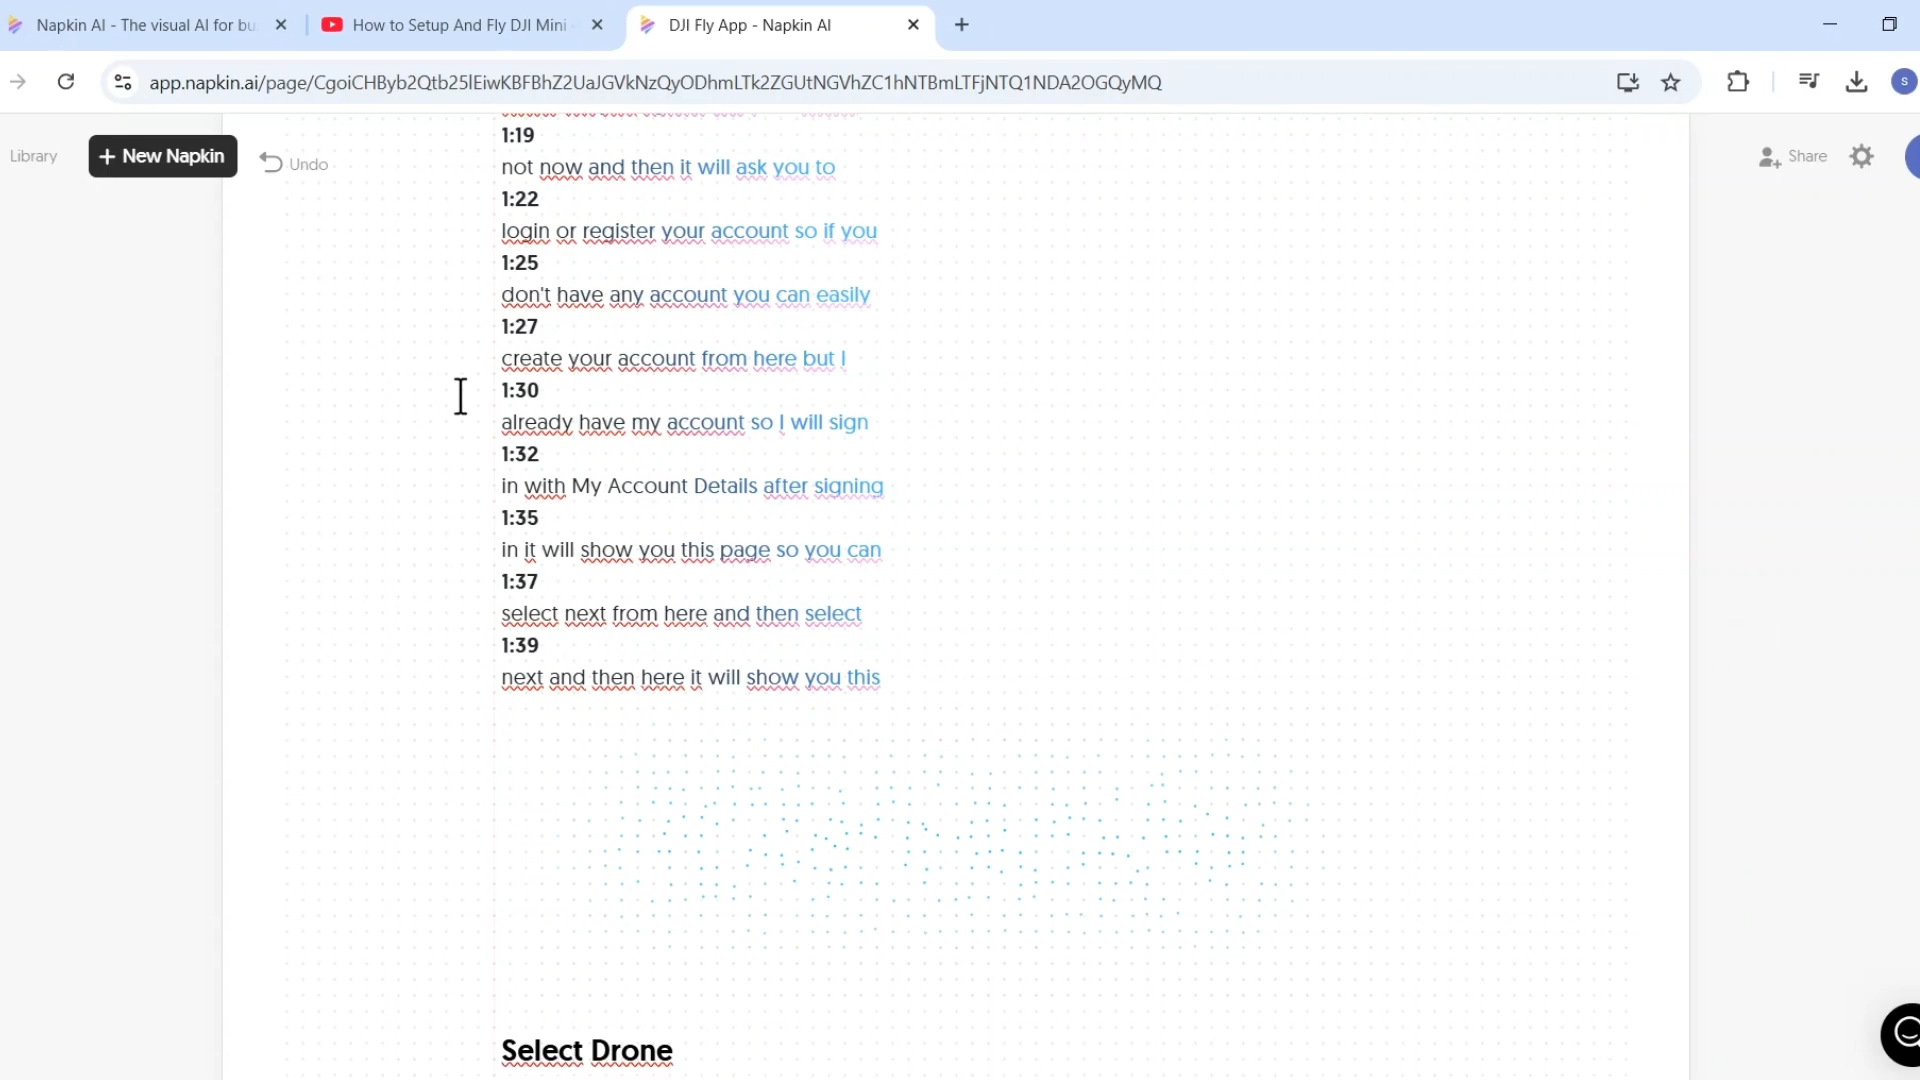 Napkin AI - The visual AI for bu
How to Setup And Fly DJI Mini
DJI Fly App - Napkin AI
app.napkin.ai/page/CgoiCHByb2Qtb25lEiwKBFBhZ2UaJGVkNzQyODhmLTk2ZGUtNGVhZC1hNTBmLTFjNTQ1NDA2OGQyMQ
S
Library
+ New Napkin
Undo
Share
1:19
not now and then it will ask you to
1:22
login or register your account so if you
1:25
don't have any account you can easily
1:27
create your account from here but I
1:30
already have my account so I will sign
1:32
in with My Account Details after signing
1:35
in it will show you this page so you can
1:37
select next from here and then select
1:39
next and then here it will show you this
Select Drone